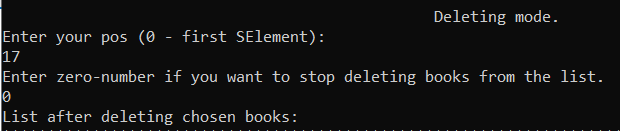 Deleting mode.
Enter your pos (0 - first SElement):
17
Enter zero-number if you want to stop deleting books from the list.
0
List after deleting chosen books: